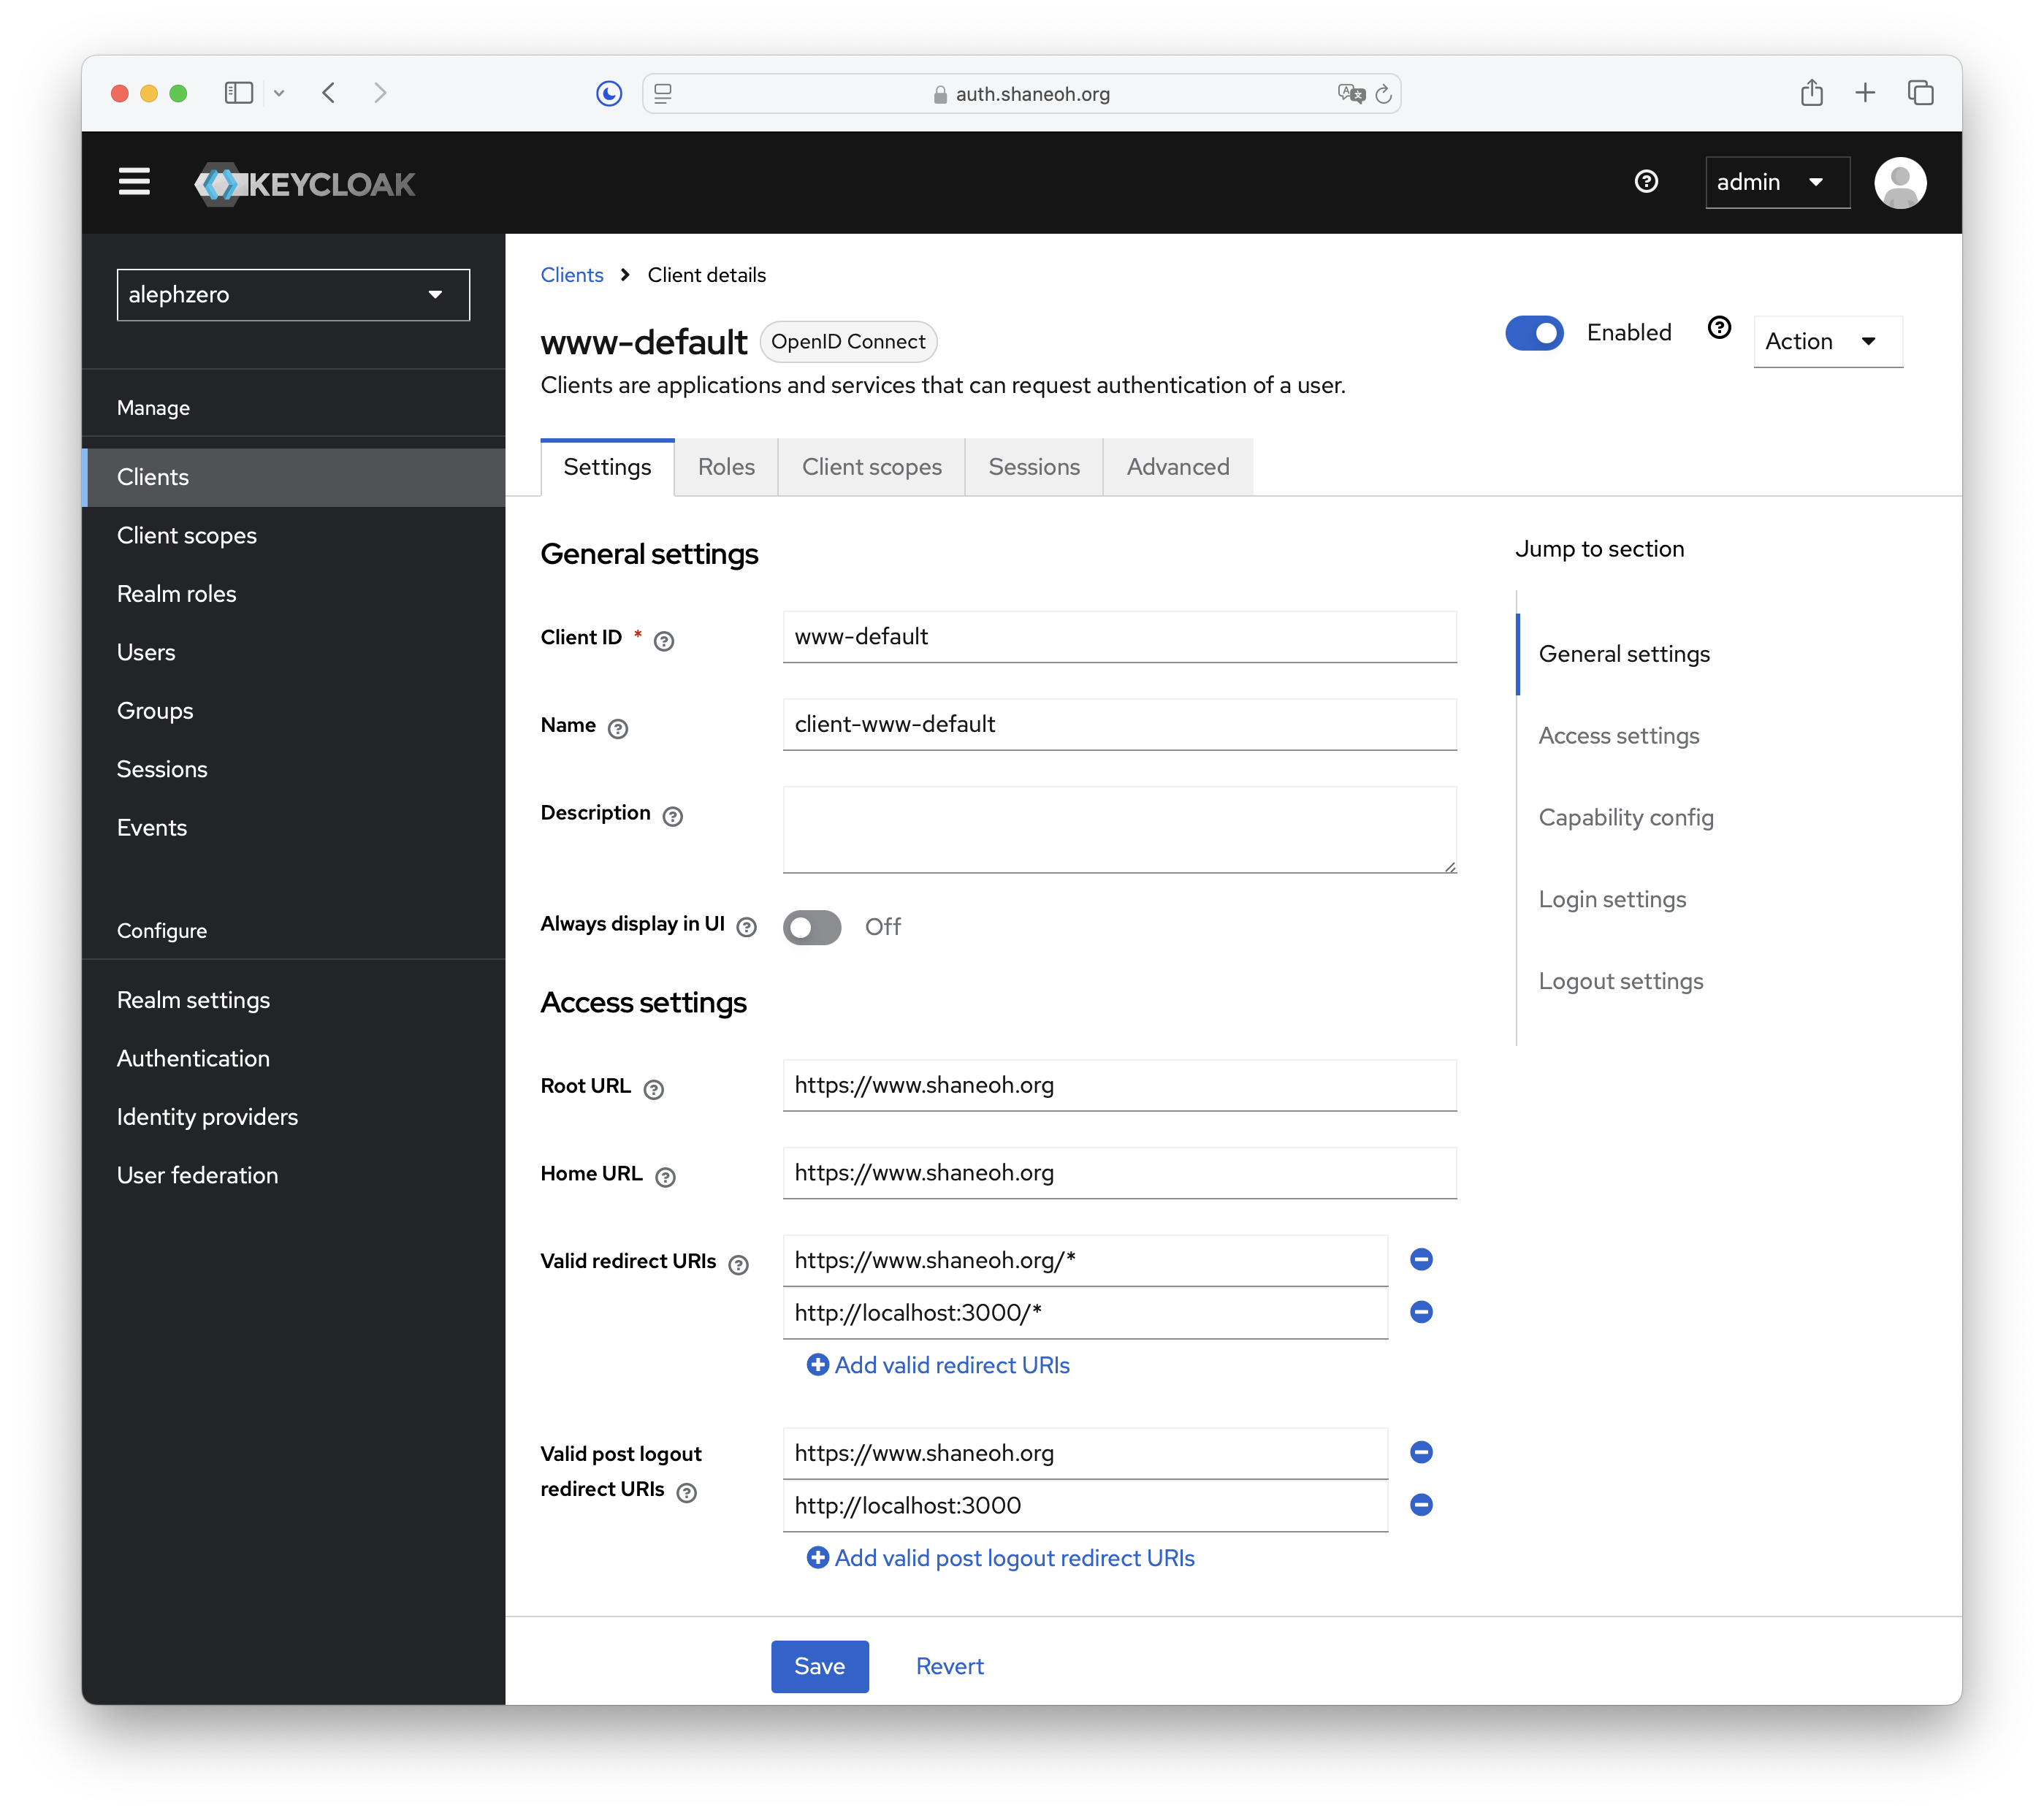 auth.shaneoh.org
KEYCLOAK
admin
alephzero
Manage
Clients
Client scopes
Realm roles
Users
Groups
Sessions
Events
Configure
Realm settings
Authentication
Identity providers
User federation
Clients > Client details
www-default OpenID Connect
Enabled
Action
Clients are applications and services that can request authentication of a user.
Settings Roles Client scopes Sessions Advanced
General settings
Client ID * www-default
Name client-www-default
Description
Always display in UI Off
Access settings
Root URL https://www.shaneoh.org
Home URL https://www.shaneoh.org
Valid redirect URIs https://www.shaneoh.org/*
http://localhost:3000/*
Add valid redirect URIs
Valid post logout
redirect URIs
https://www.shaneoh.org
http://localhost:3000
Add valid post logout redirect URIs
Jump to section
General settings
Access settings
Capability config
Login settings
Logout settings
Save Revert